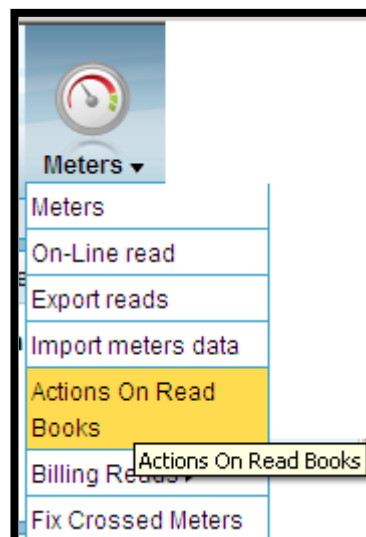 Meters ▾
Meters
On-Line read
Export reads
Import meters data
Actions On Read
Books
Actions On Read Books
Billing Reads
Fix Crossed Meters